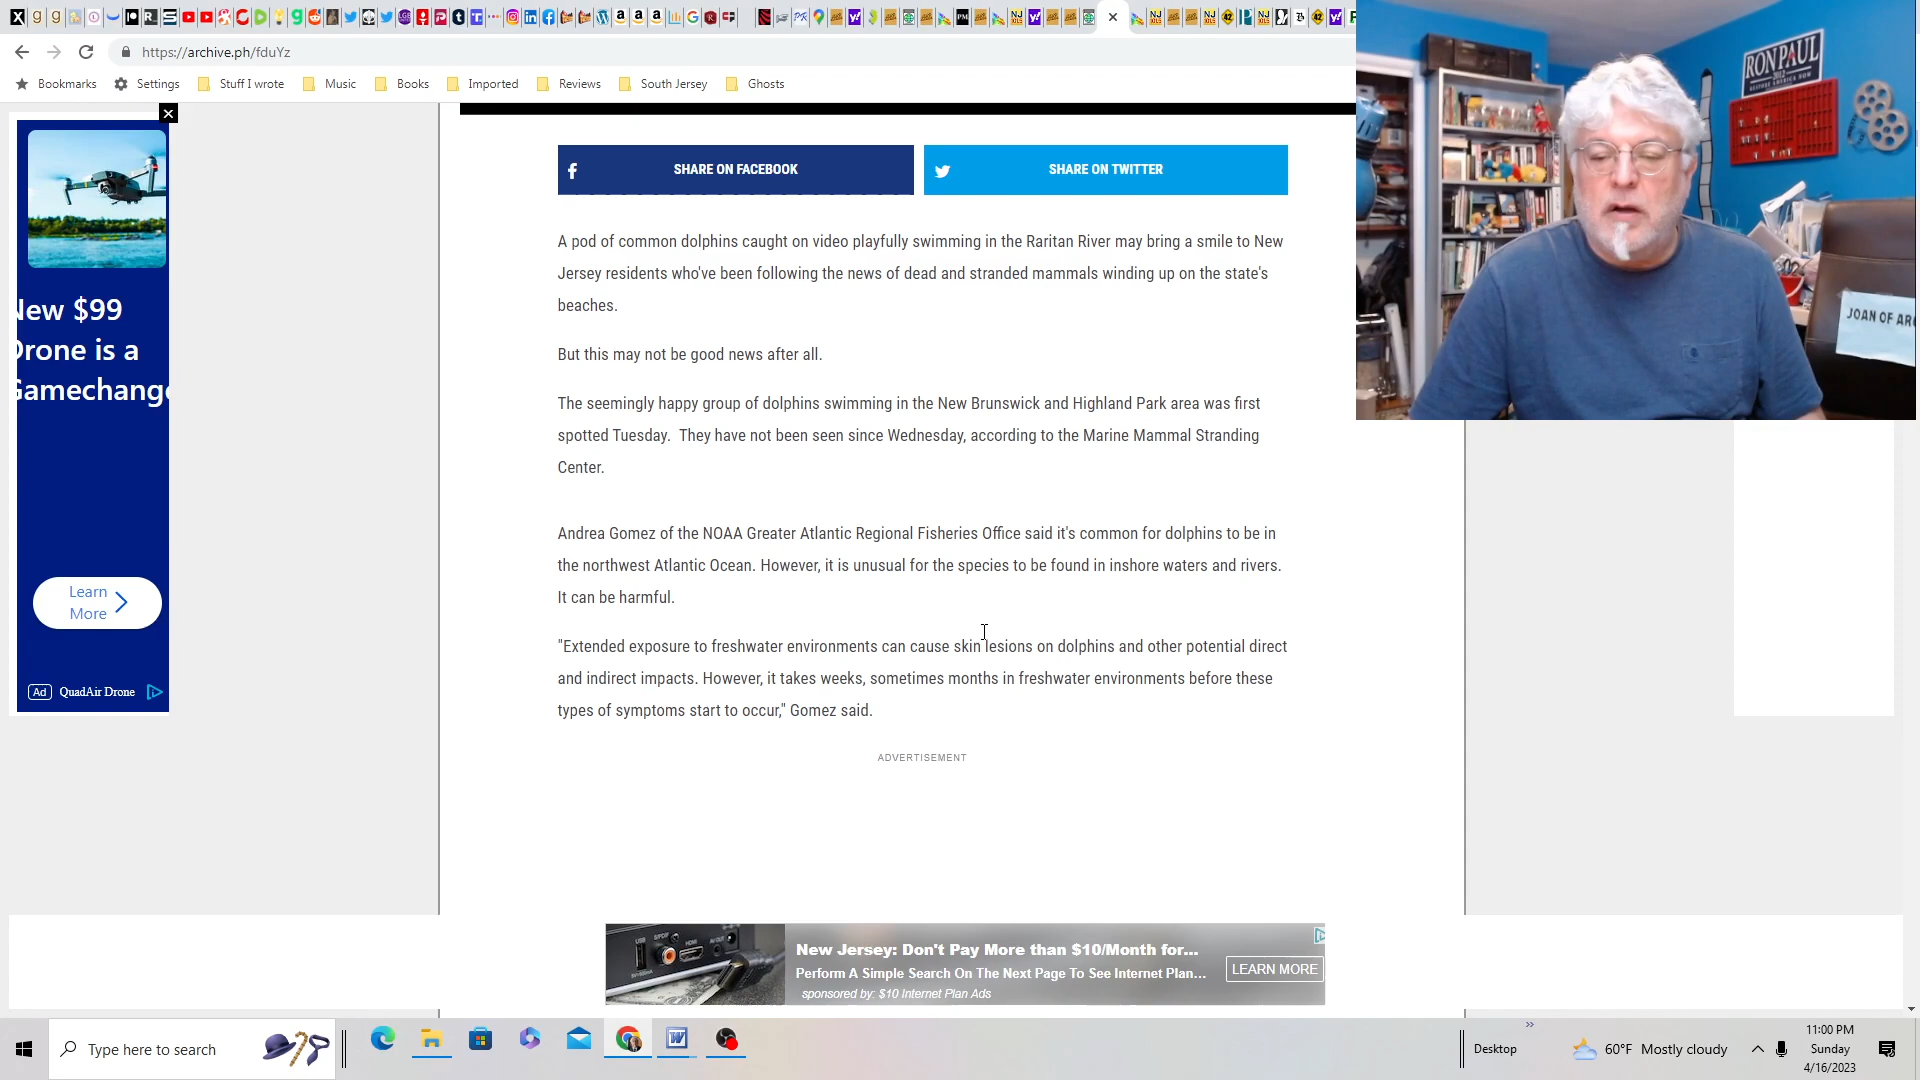 https://archive.ph/fduYz
Bookmarks
Settings
Stuff I wrote
Music
Books
Imported
Reviews
South Jersey
Ghosts
RON PAUL
2012
JOAN OF ARC
SHARE ON FACEBOOK
SHARE ON TWITTER
A pod of common dolphins caught on video playfully swimming in the Raritan River may bring a smile to New
Jersey residents who've been following the news of dead and stranded mammals winding up on the state's
beaches.
But this may not be good news after all.
The seemingly happy group of dolphins swimming in the New Brunswick and Highland Park area was first
spotted Tuesday.  They have not been seen since Wednesday, according to the Marine Mammal Stranding
Center.
Andrea Gomez of the NOAA Greater Atlantic Regional Fisheries Office said it's common for dolphins to be in
the northwest Atlantic Ocean. However, it is unusual for the species to be found in inshore waters and rivers.
It can be harmful.
"Extended exposure to freshwater environments can cause skin lesions on dolphins and other potential direct
and indirect impacts. However, it takes weeks, sometimes months in freshwater environments before these
types of symptoms start to occur," Gomez said.
ADVERTISEMENT
New $99
Drone is a
Gamechange
Learn
More
Ad QuadAir Drone
New Jersey: Don't Pay More than $10/Month for...
Perform A Simple Search On The Next Page To See Internet Plan...
sponsored by: $10 Internet Plan Ads
LEARN MORE
Type here to search
Desktop
60°F Mostly cloudy
11:00 PM
Sunday
4/16/2023